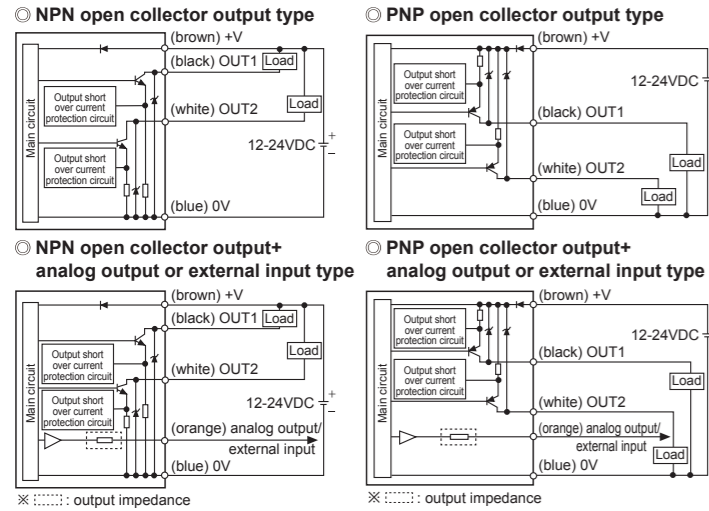 ◎ NPN open collector output type
(brown) +V
(black) OUT1
Load
Output short
over current
protection circuit
(white) OUT2
Load
Main circuit
12-24VDC
+
−
Output short
over current
protection circuit
(blue) 0V
◎ PNP open collector output type
(brown) +V
Output short
over current
protection circuit
12-24VDC
(black) OUT1
Main circuit
Output short
over current
protection circuit
Load
(white) OUT2
Load
(blue) 0V
◎ NPN open collector output+
analog output or external input type
(brown) +V
(black) OUT1
Load
Output short
over current
protection circuit
(white) OUT2
Load
Main circuit
Output short
over current
protection circuit
12-24VDC
+
−
(orange) analog output/
external input
(blue) 0V
※ : output impedance
◎ PNP open collector output+
analog output or external input type
(brown) +V
Output short
over current
protection circuit
12-24VDC
(black) OUT1
Main circuit
Output short
over current
protection circuit
Load
(white) OUT2
(orange) analog output/
external input
Load
(blue) 0V
※ : output impedance